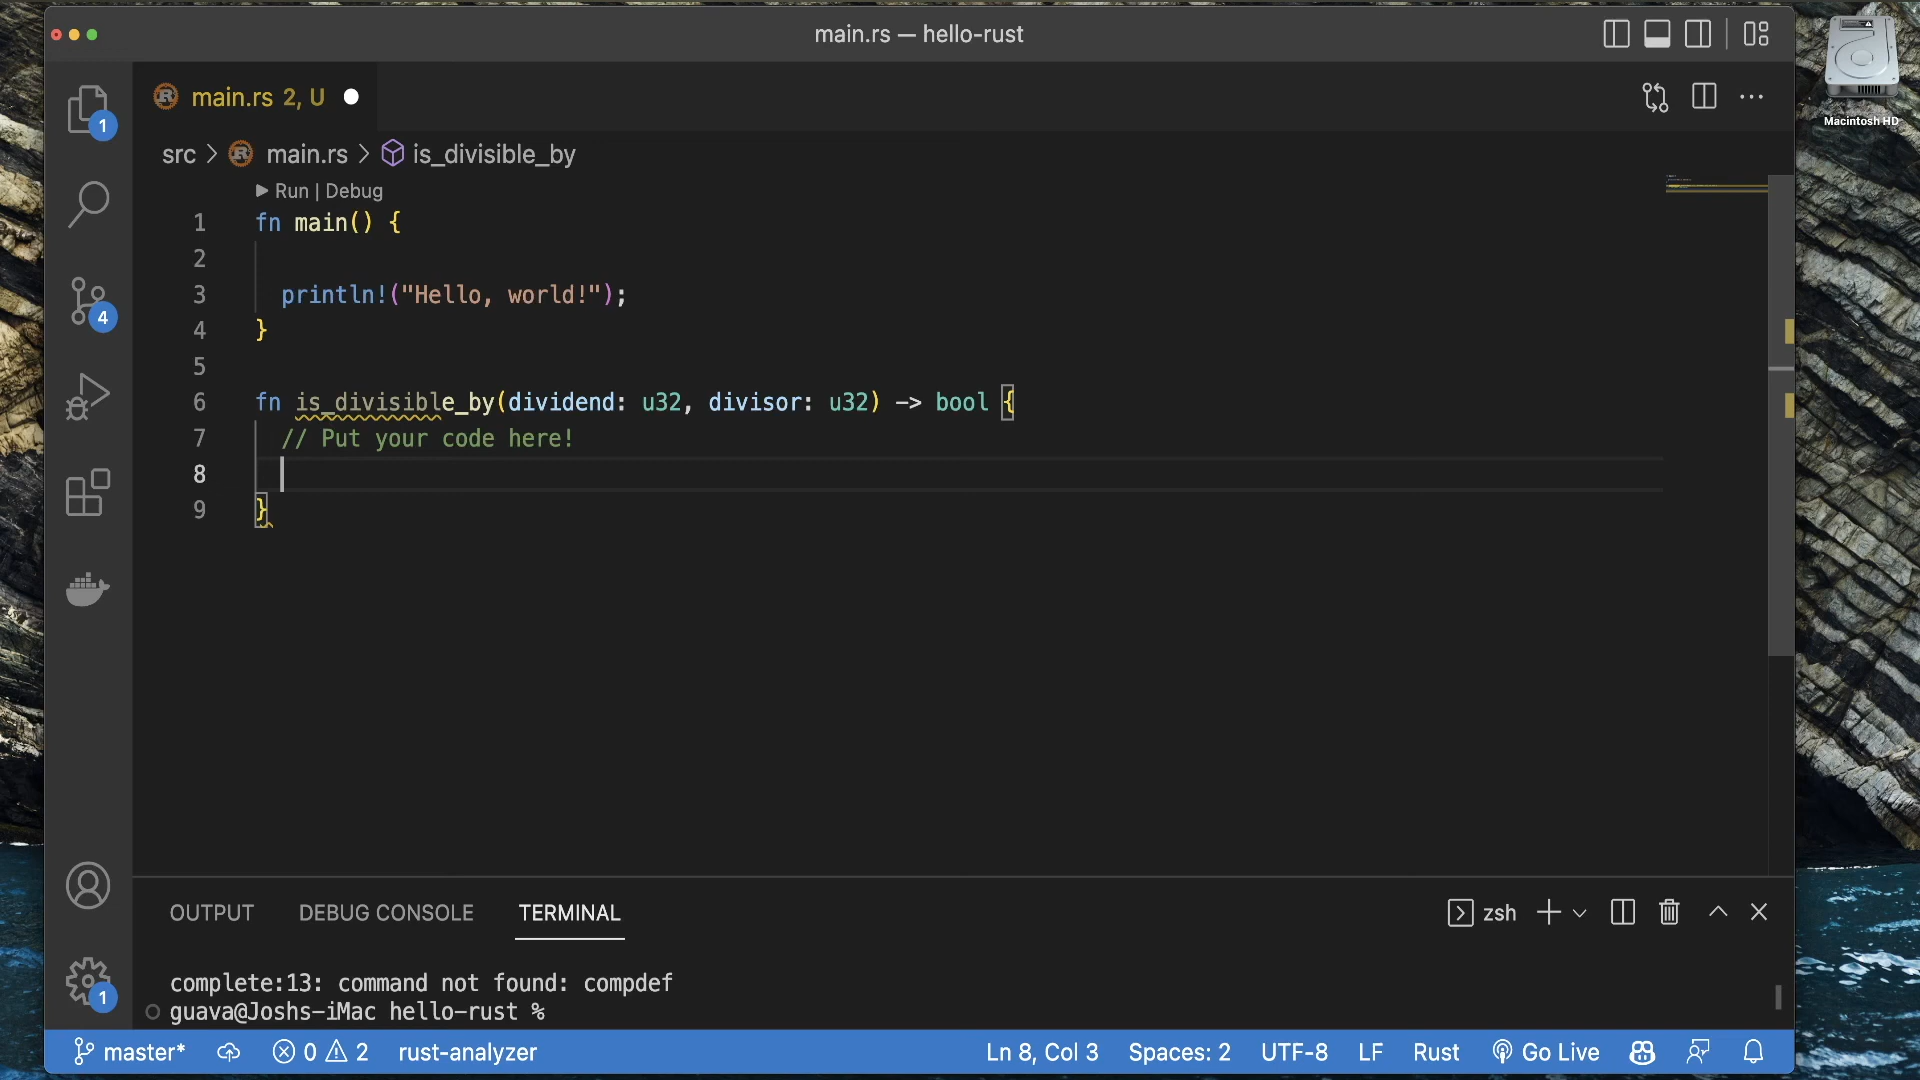 main.rs — hello-rust
Macintosh HD
main.rs 2, U
src > main.rs > is_divisible_by
Run | Debug
1 fn main() {
2
3 println!("Hello, world!");
4 }
5
6 fn is_divisible_by(dividend: u32, divisor: u32) -> bool {
7 // Put your code here!
8
9 }
1
4
1
OUTPUT DEBUG CONSOLE TERMINAL zsh
complete:13: command not found: compdef
guava@Joshs-iMac hello-rust %
master* 0 2 rust-analyzer Ln 8, Col 3 Spaces: 2 UTF-8 LF Rust Go Live